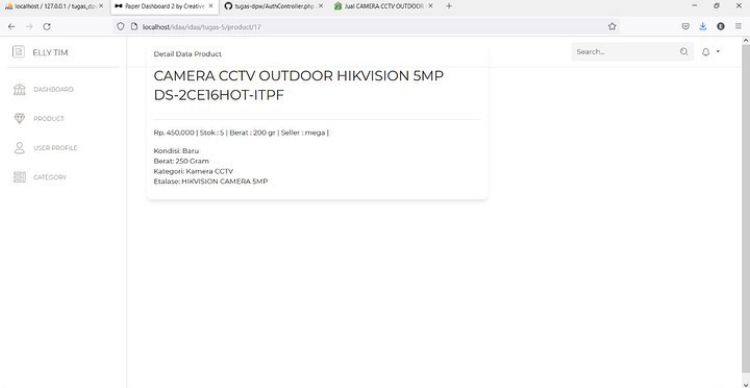 localhost / 127.0.0.1 / tugas_dp
Paper Dashboard 2 by Creative
tugas-dpw/AuthController.php
Jual CAMERA CCTV OUTDOOR
localhost/idaa/idaa/tugas-5/product/17
ELLY TIM
Search...
DASHBOARD
PRODUCT
USER PROFILE
CATEGORY
Detail Data Product
CAMERA CCTV OUTDOOR HIKVISION 5MP
DS-2CE16HOT-ITPF
Rp. 450.000 | Stok : 5 | Berat : 200 gr | Seller : mega |
Kondisi: Baru
Berat: 250 Gram
Kategori: Kamera CCTV
Etalase: HIKVISION CAMERA 5MP